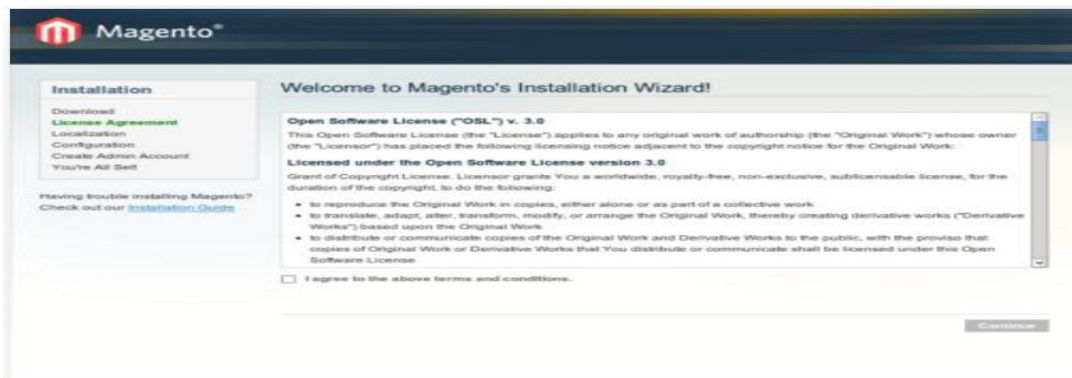 Magento®
Installation
Download
License Agreement
Localization
Configuration
Create Admin Account
You're All Set!
Having trouble installing Magento?
Check out our Installation Guide
Welcome to Magento's Installation Wizard!
Open Software License ("OSL") v. 3.0
This Open Software License (the "License") applies to any original work of authorship (the "Original Work") whose owner
(the "Licensor") has placed the following licensing notice adjacent to the copyright notice for the Original Work:
Licensed under the Open Software License version 3.0
Grant of Copyright License. Licensor grants You a worldwide, royalty-free, non-exclusive, sublicensable license, for the
duration of the copyright, to do the following:
• to reproduce the Original Work in copies, either alone or as part of a collective work
• to translate, adapt, alter, transform, modify, or arrange the Original Work, thereby creating derivative works ("Derivative
Works") based upon the Original Work
• to distribute or communicate copies of the Original Work and Derivative Works to the public, with the proviso that
copies of Original Work or Derivative Works that You distribute or communicate shall be licensed under this Open
Software License
I agree to the above terms and conditions.
Continue